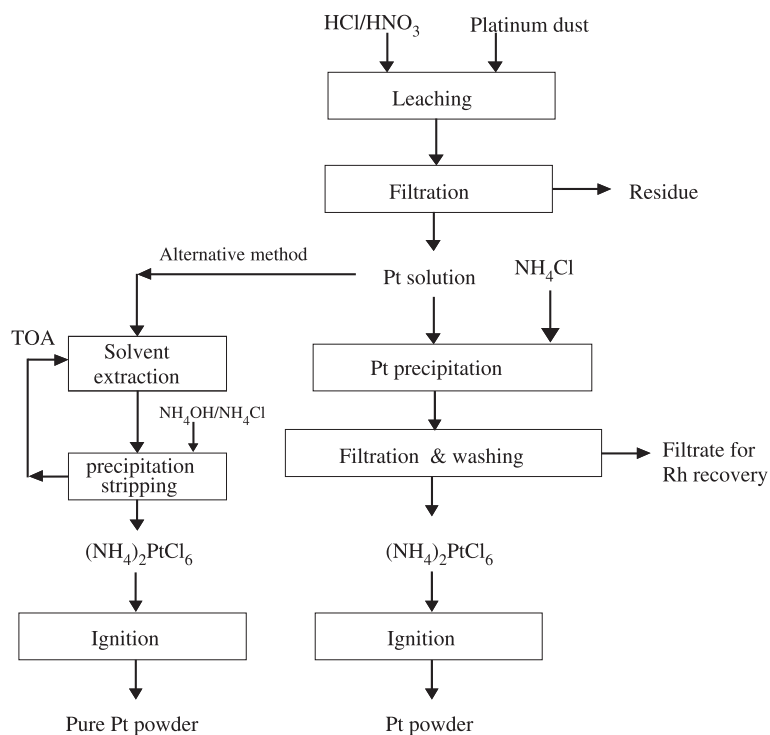 HCl/HNO3
Platinum dust
Leaching
Filtration
Residue
Alternative method
Pt solution
NH4Cl
TOA
Solvent
extraction
Pt precipitation
NH4OH/NH4Cl
precipitation
stripping
Filtration & washing
Filtrate for
Rh recovery
(NH4)2PtCl6
(NH4)2PtCl6
Ignition
Ignition
Pure Pt powder
Pt powder